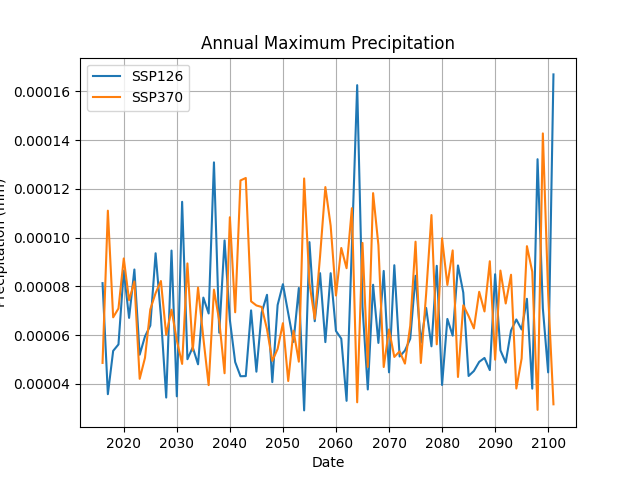 Annual Maximum Precipitation
SSP126
SSP370
0.00016
0.00014
0.00012
0.00010
0.00008
0.00006
0.00004
Precipitation (mm)
2020 2030 2040 2050 2060 2070 2080 2090 2100
Date